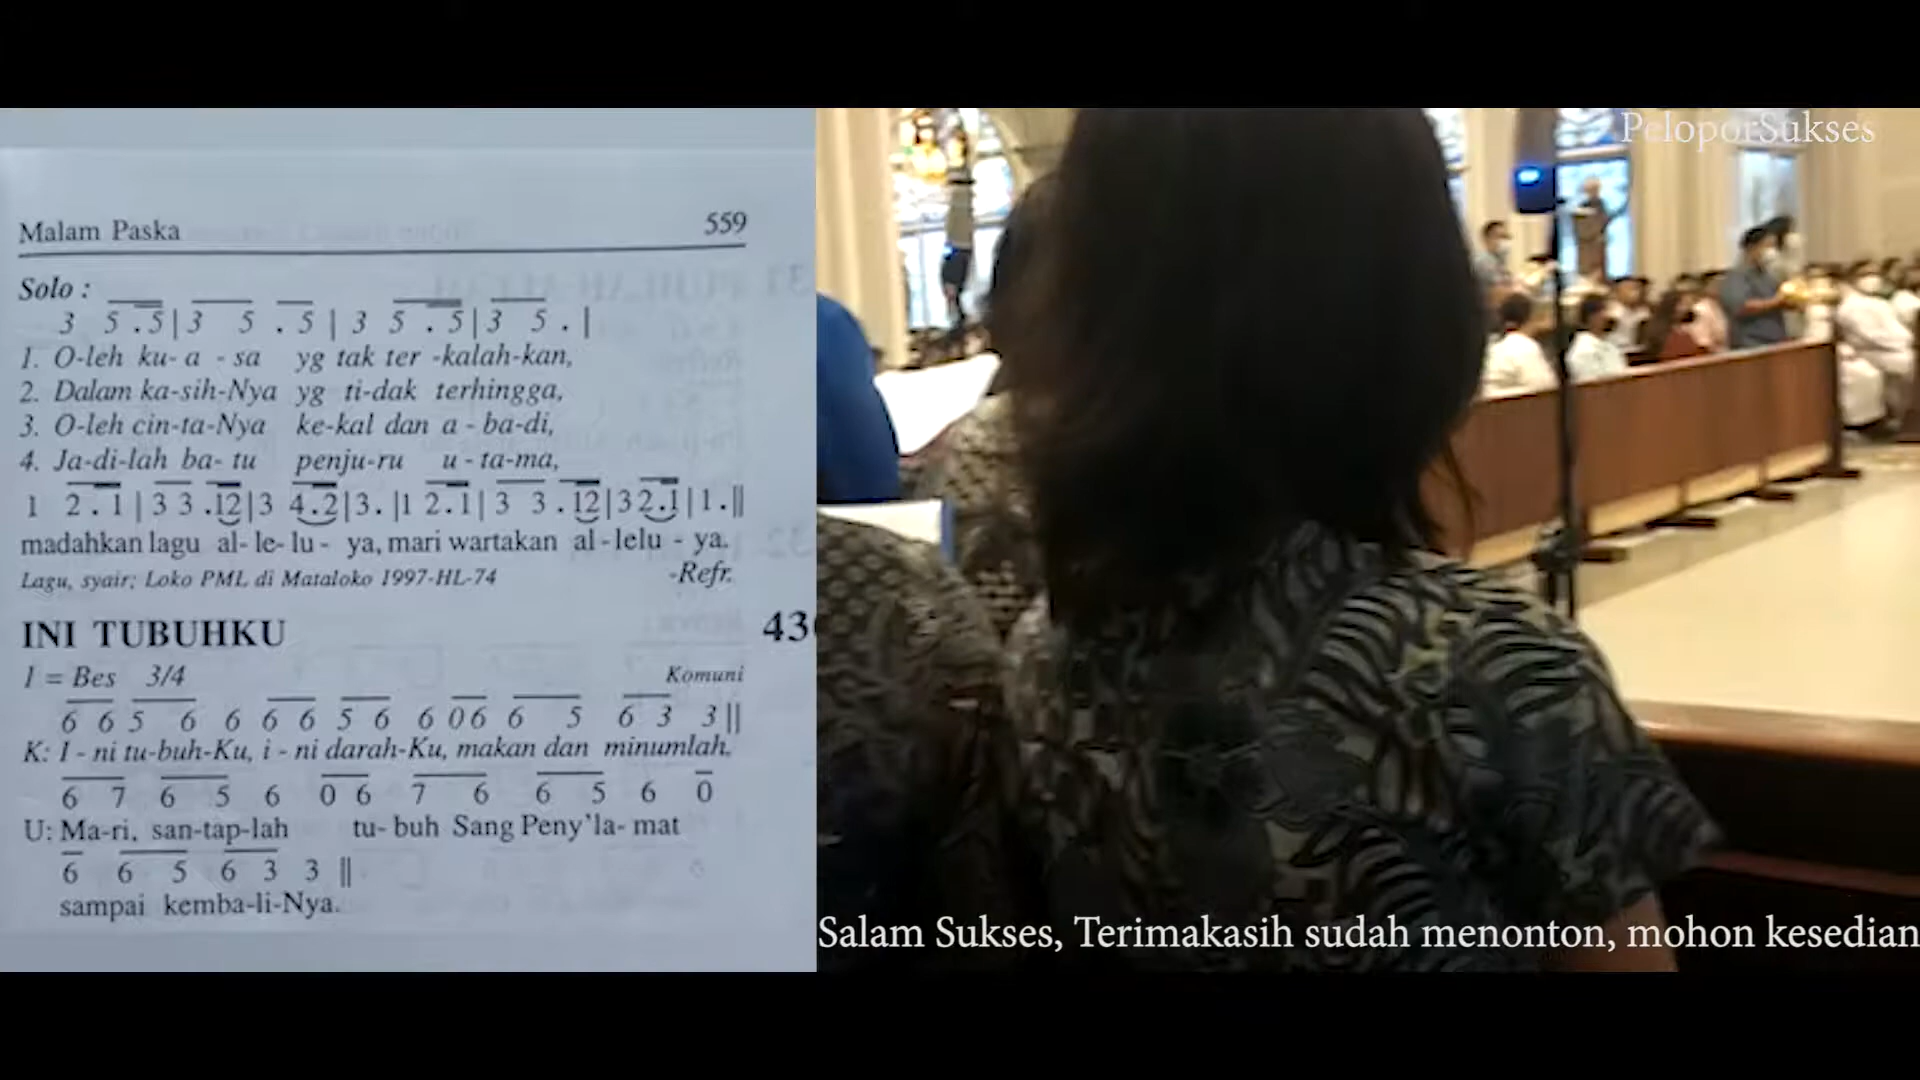 Malam Paska 559
Solo :
3 5 . 5 | 3 5 . 5 | 3 5 . 5 | 3 5 . |
1. O-leh ku- a - sa yg tak ter -kalah-kan,
2. Dalam ka-sih-Nya yg ti-dak terhingga,
3. O-leh cin-ta-Nya ke-kal dan a - ba-di,
4. Ja-di-lah ba- tu penju-ru u - ta-ma,
1 2 . 1 | 3 3 . 12 | 3 4.2 | 3. | 1 2.1 | 3 3 . 12 | 3 2.1 | 1 . ||
madahkan lagu al- le- lu - ya, mari wartakan al -lelu - ya.
Lagu, syair; Loko PML di Mataloko 1997-HL-74 -Refr.
INI TUBUHKU
1 = Bes 3/4 Komuni
6 6 5 6 6 6 6 5 6 6 0 6 6 5 6 3 3 ||
K: I - ni tu-buh-Ku, i - ni darah-Ku, makan dan minumlah.
6 7 6 5 6 0 6 7 6 6 5 6 0
U: Ma-ri, san-tap-lah tu- buh Sang Peny'la- mat
6 6 5 6 3 3 ||
sampai kemba-li-Nya.
PeloporSukses
Salam Sukses, Terimakasih sudah menonton, mohon kesedian